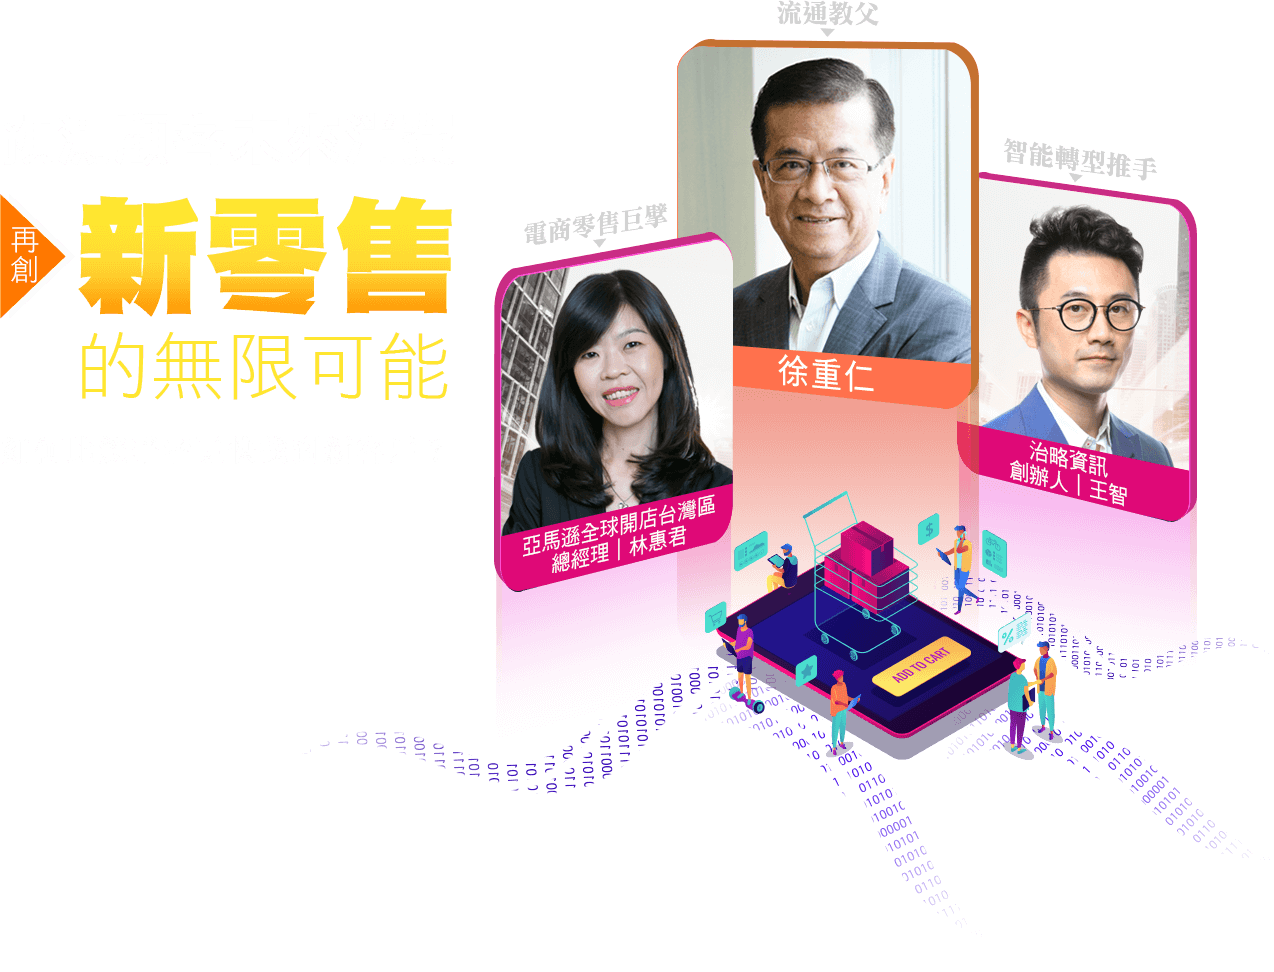 再創
新零售
的無限可能
流通教父
徐重仁
電商零售巨擘
亞馬遜全球開店台灣區
總經理｜林惠君
智能轉型推手
治略資訊
創辦人｜王智
ADD TO CART
$
%